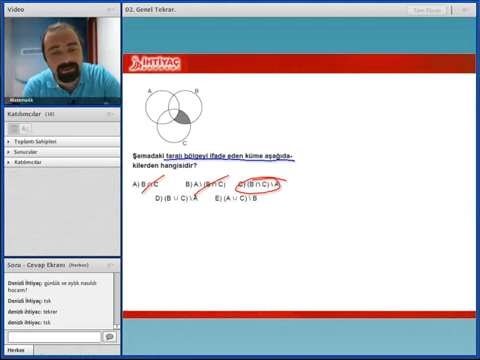 Video
02. Genel Tekrar.
Tam Ekran
Matematik
Katılımcılar (18)
Toplantı Sahipleri
Sunucular
Katılımcılar
Soru - Cevap Ekranı (Herkes)
Denizli İhtiyaç: günlük ve aylık nasıldı hocam?
Denizli İhtiyaç: tsk
Denizli İhtiyaç: tekrar
Denizli İhtiyaç: tsk
Herkes
İHTİYAÇ
A
B
C
Şemadaki taralı bölgeyi ifade eden küme aşağıda-
kilerden hangisidir?
A) B ∩ C B) A \ (B ∩ C) C) (B ∩ C) \ A
D) (B ∪ C) \ A E) (A ∪ C) \ B